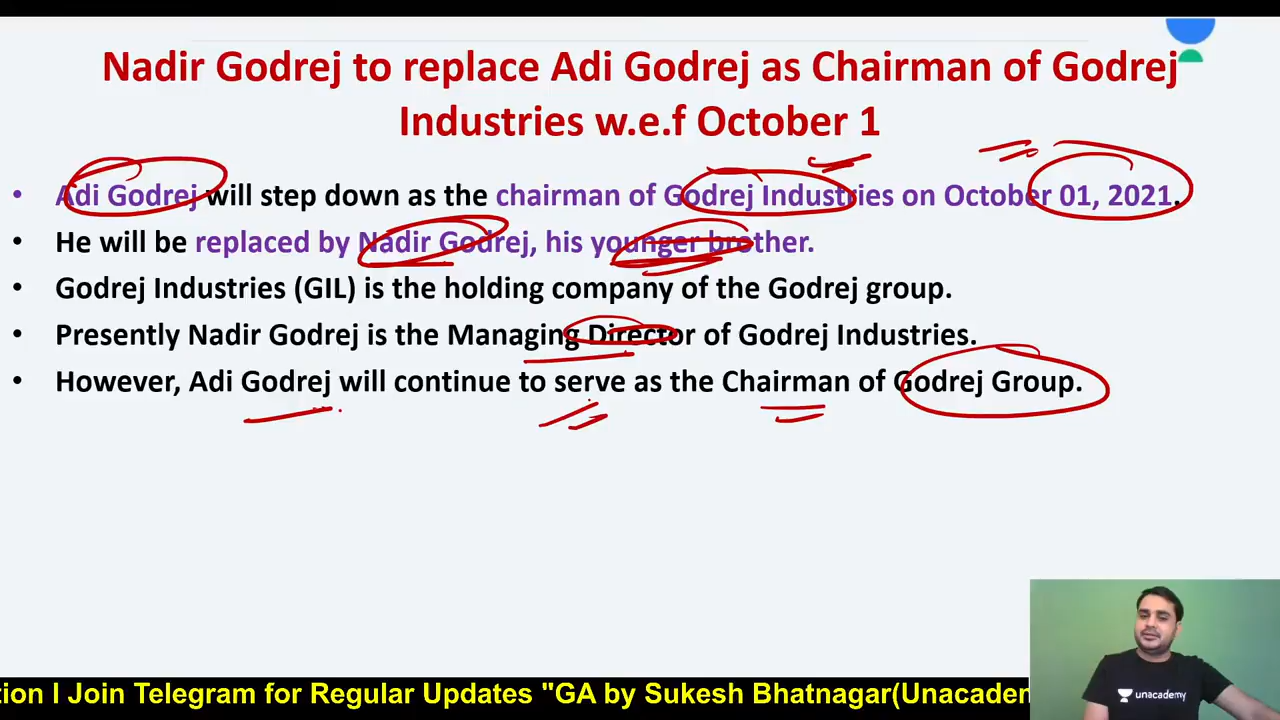 Nadir Godrej to replace Adi Godrej as Chairman of Godrej
Industries w.e.f October 1
• Adi Godrej will step down as the chairman of Godrej Industries on October 01, 2021.
• He will be replaced by Nadir Godrej, his younger brother.
• Godrej Industries (GIL) is the holding company of the Godrej group.
• Presently Nadir Godrej is the Managing Director of Godrej Industries.
• However, Adi Godrej will continue to serve as the Chairman of Godrej Group.
unacademy
tion I Join Telegram for Regular Updates "GA by Sukesh Bhatnagar(Unacadem